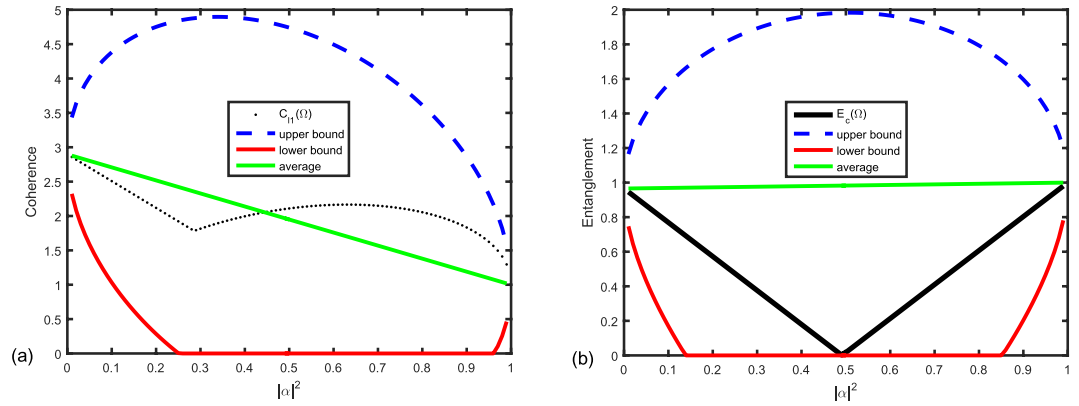 5
4.5
4
3.5
3
2.5
2
1.5
1
0.5
0
Coherence
C_{l1}(Ω)
upper bound
lower bound
average
0 0.1 0.2 0.3 0.4 0.5 0.6 0.7 0.8 0.9 1
|α|²
(a)
2
1.8
1.6
1.4
1.2
1
0.8
0.6
0.4
0.2
0
Entanglement
E_c(Ω)
upper bound
lower bound
average
0 0.1 0.2 0.3 0.4 0.5 0.6 0.7 0.8 0.9 1
|α|²
(b)